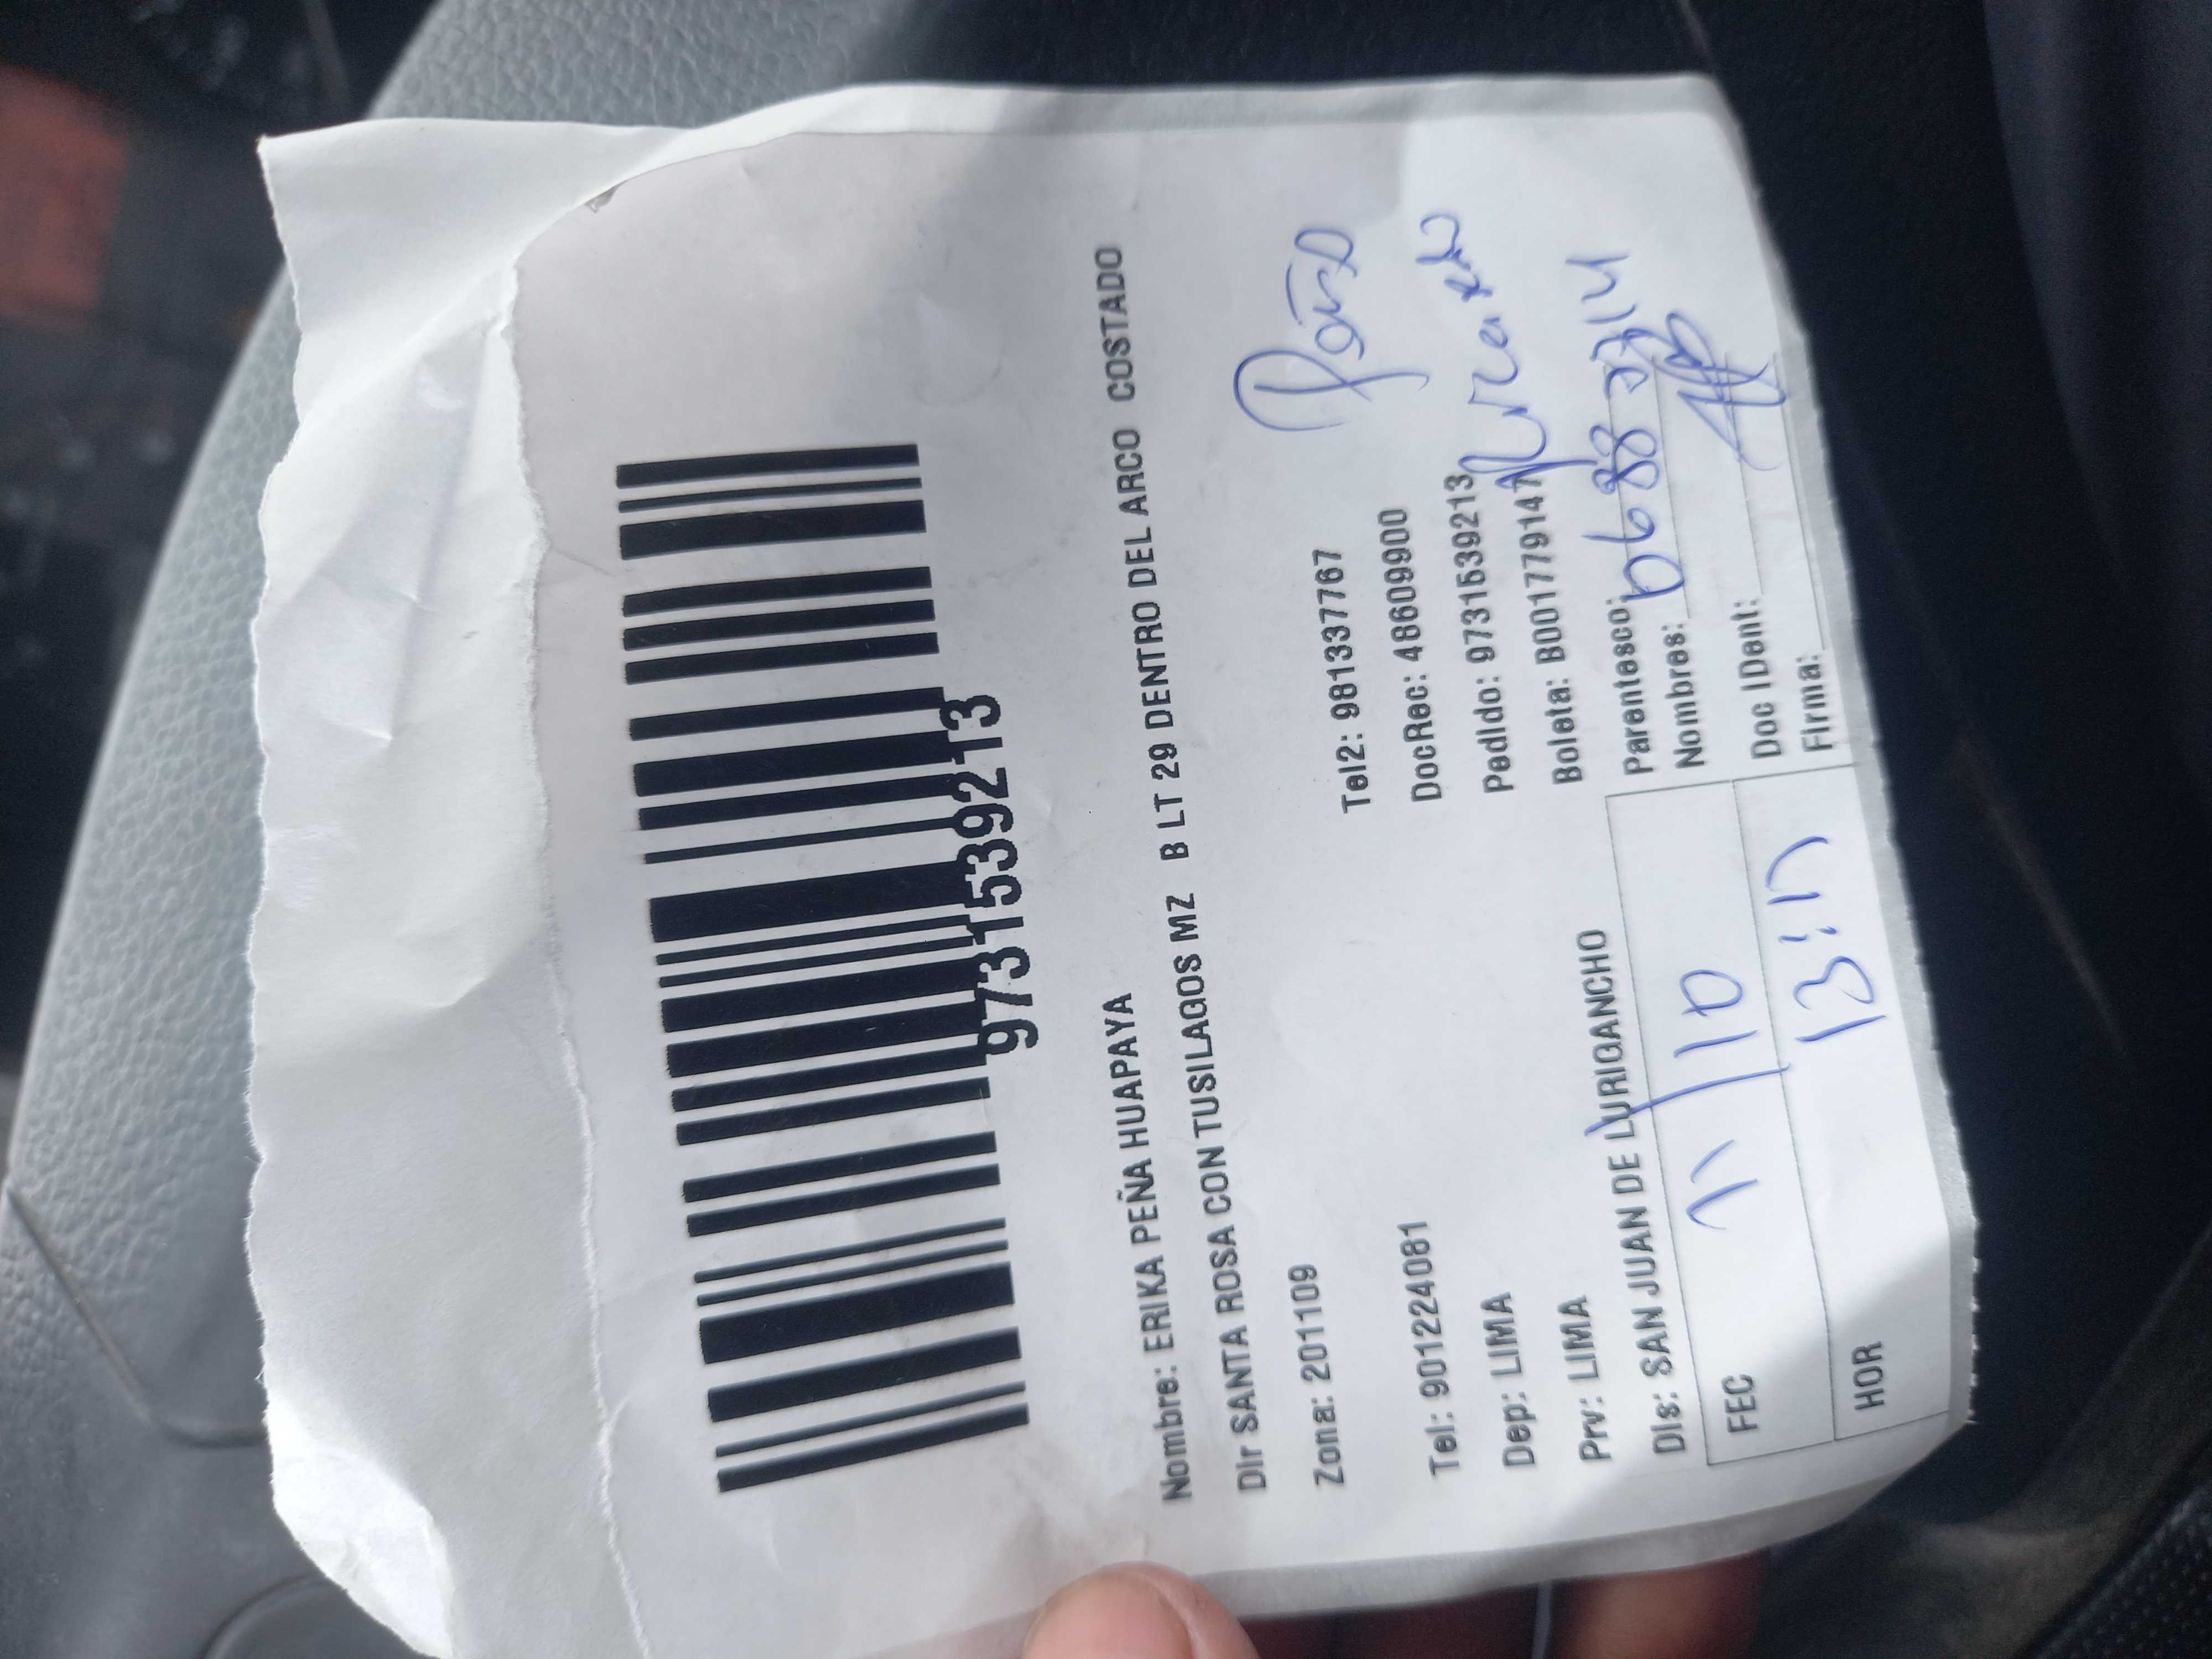 9731539213
Nombre: ERIKA PEÑA HUAPAYA
Dir SANTA ROSA CON TUSILAGOS MZ B LT 29 DENTRO DEL ARCO COSTADO
Zona: 201109
Tel: 901224081 Tel2: 981337767
Dep: LIMA DocRec: 48609900
Prv: LIMA Pedido: 9731539213
Dis: SAN JUAN DE LURIGANCHO Boleta: B001779147
Parentesco:
FEC 11/10 Nombres:
HOR 13:17 Doc IDent:
Firma: